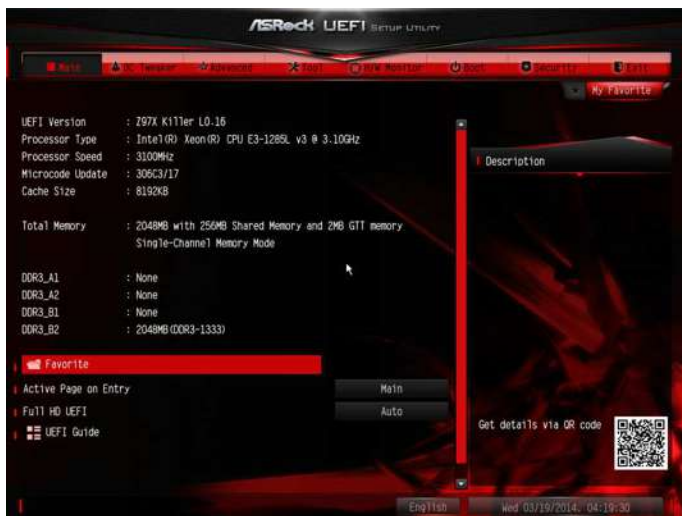 ASRock UEFI SETUP UTILITY
Main OC Tweaker Advanced Tool H/W Monitor Boot Security Exit
My Favorite
UEFI Version : Z97X Killer L0.16
Processor Type : Intel(R) Xeon(R) CPU E3-1285L v3 @ 3.10GHz
Processor Speed : 3100MHz
Microcode Update : 306C3/17
Cache Size : 8192KB
Total Memory : 2048MB with 256MB Shared Memory and 2MB GTT memory
Single-Channel Memory Mode
DDR3_A1 : None
DDR3_A2 : None
DDR3_B1 : None
DDR3_B2 : 2048MB(DDR3-1333)
Favorite
Active Page on Entry Main
Full HD UEFI Auto
UEFI Guide
Description
Get details via QR code
English Wed 03/19/2014, 04:19:30